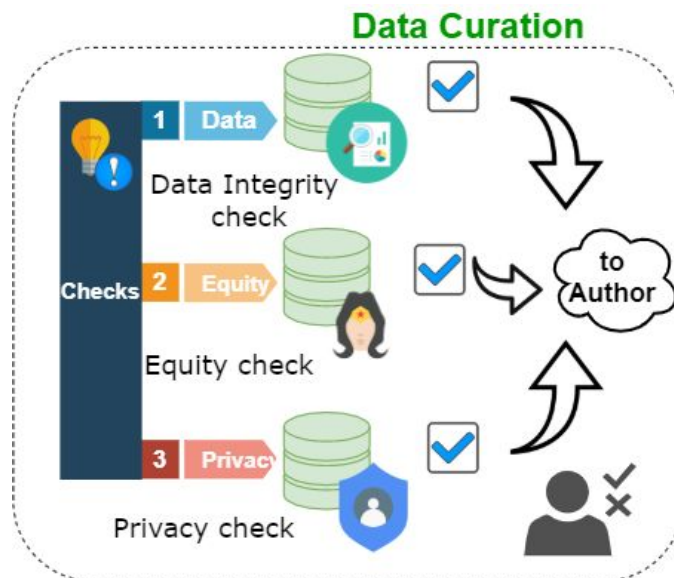 Data Curation
1 Data
Data Integrity
check
Checks
2 Equity
Equity check
3 Privacy
Privacy check
to
Author